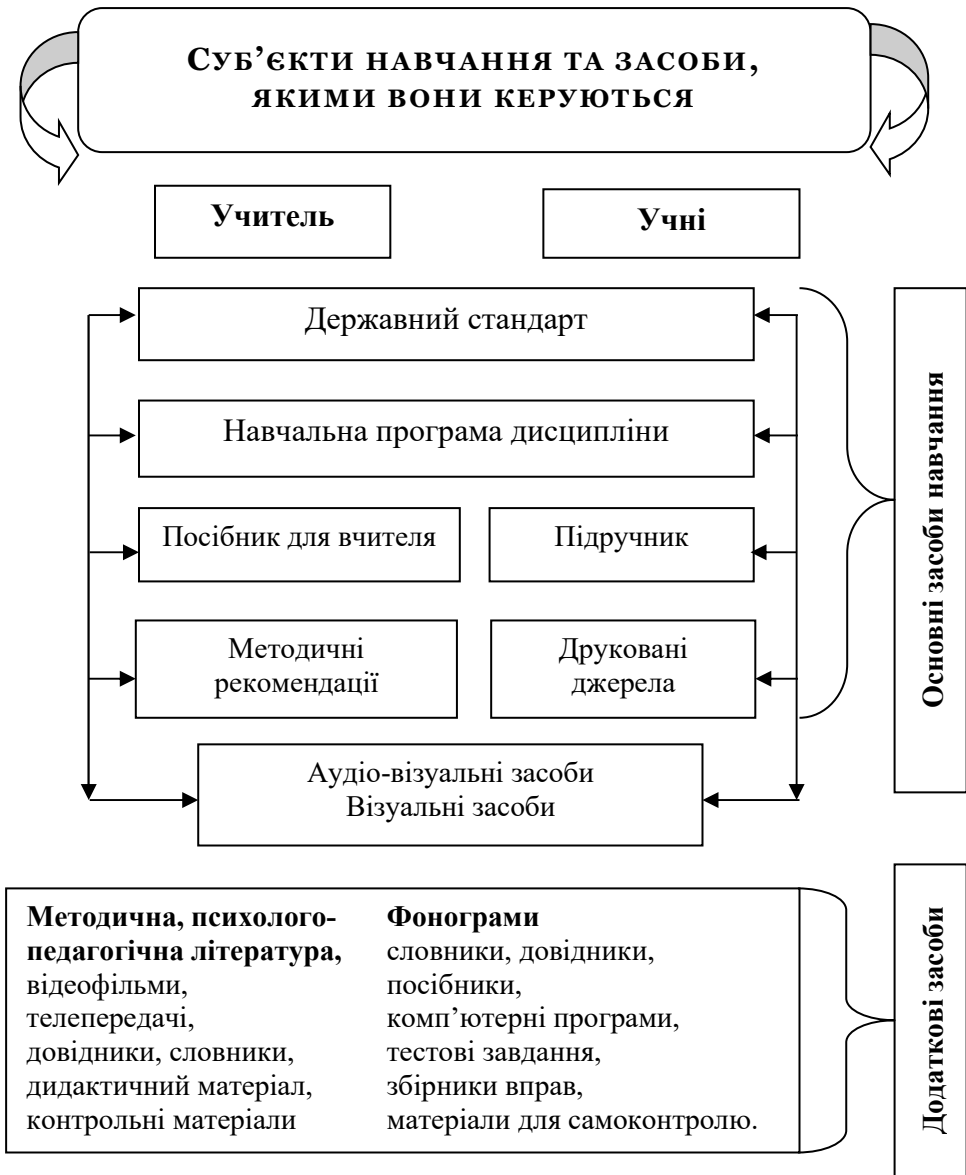 СУБ’ЄКТИ НАВЧАННЯ ТА ЗАСОБИ,
ЯКИМИ ВОНИ КЕРУЮТЬСЯ
Учитель
Учні
Державний стандарт
Навчальна програма дисципліни
Посібник для вчителя
Підручник
Методичні
рекомендації
Друковані
джерела
Аудіо-візуальні засоби
Візуальні засоби
Основні засоби навчання
Методична, психолого-
педагогічна література,
відеофільми,
телепередачі,
довідники, словники,
дидактичний матеріал,
контрольні матеріали
Фонограми
словники, довідники,
посібники,
комп’ютерні програми,
тестові завдання,
збірники вправ,
матеріали для самоконтролю.
Додаткові засоби